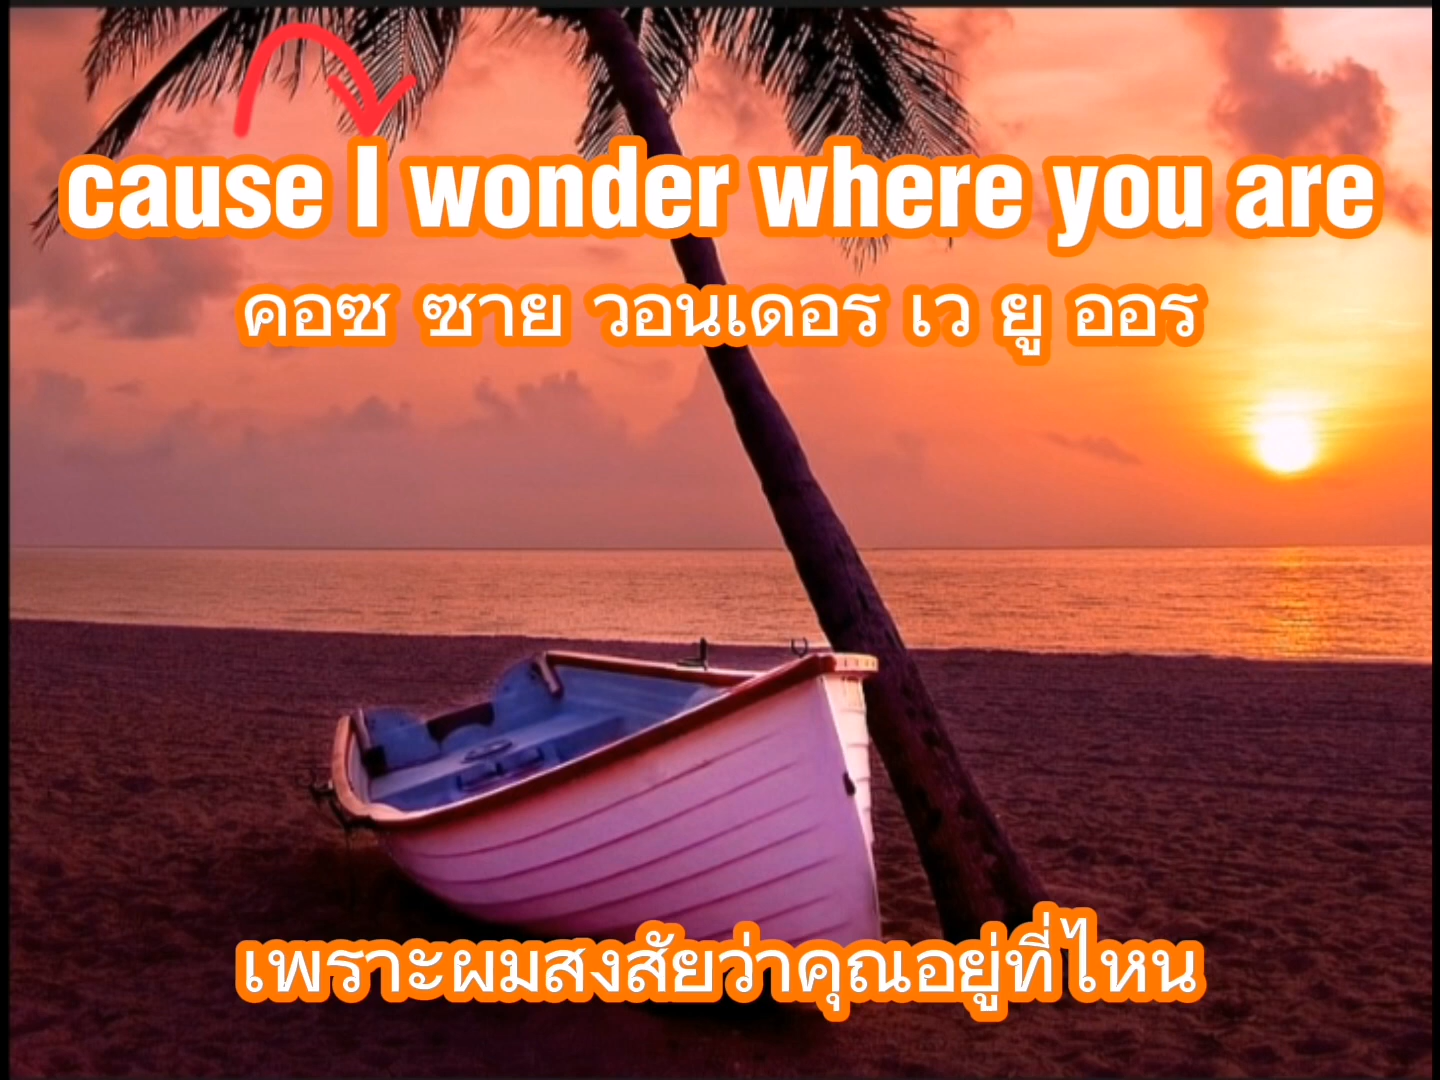 cause I wonder where you are
คอซ ซาย วอนเดอร เว ยู ออร
เพราะผมสงสัยว่าคุณอยู่ที่ไหน